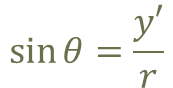 sin θ = y′/r